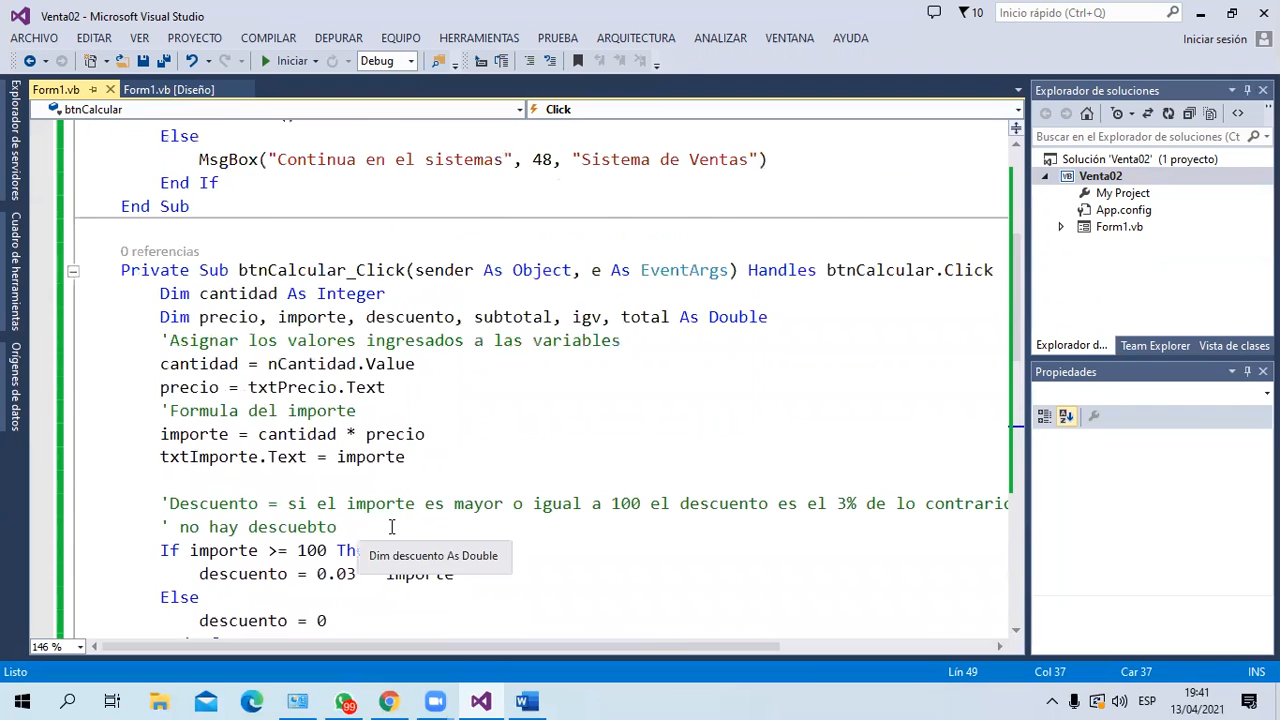 Venta02 - Microsoft Visual Studio
10
Inicio rápido (Ctrl+Q)
ARCHIVO EDITAR VER PROYECTO COMPILAR DEPURAR EQUIPO HERRAMIENTAS PRUEBA ARQUITECTURA ANALIZAR VENTANA AYUDA
Iniciar sesión
Iniciar
Debug
Explorador de servidores
Cuadro de herramientas
Orígenes de datos
Form1.vb
Form1.vb [Diseño]
btnCalcular
Click
Else
MsgBox("Continua en el sistemas", 48, "Sistema de Ventas")
End If
End Sub
0 referencias
Private Sub btnCalcular_Click(sender As Object, e As EventArgs) Handles btnCalcular.Click
Dim cantidad As Integer
Dim precio, importe, descuento, subtotal, igv, total As Double
'Asignar los valores ingresados a las variables
cantidad = nCantidad.Value
precio = txtPrecio.Text
'Formula del importe
importe = cantidad * precio
txtImporte.Text = importe
'Descuento = si el importe es mayor o igual a 100 el descuento es el 3% de lo contrario
' no hay descuebto
If importe >= 100 Th
Dim descuento As Double
descuento = 0.03 importe
Else
descuento = 0
146 %
Explorador de soluciones
Buscar en el Explorador de soluciones (Ct
Solución 'Venta02' (1 proyecto)
Venta02
My Project
App.config
Form1.vb
Explorador d...
Team Explorer
Vista de clases
Propiedades
Listo
Lín 49
Col 37
Car 37
INS
99
ESP
19:41
13/04/2021